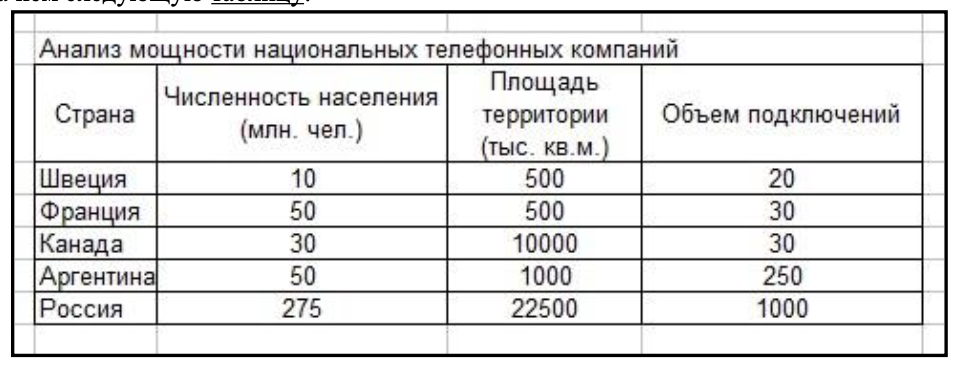 следующую таблицу.
Анализ мощности национальных телефонных компаний
Страна
Численность населения
(млн. чел.)
Площадь
территории
(тыс. кв.м.)
Объем подключений
Швеция 10 500 20
Франция 50 500 30
Канада 30 10000 30
Аргентина 50 1000 250
Россия 275 22500 1000